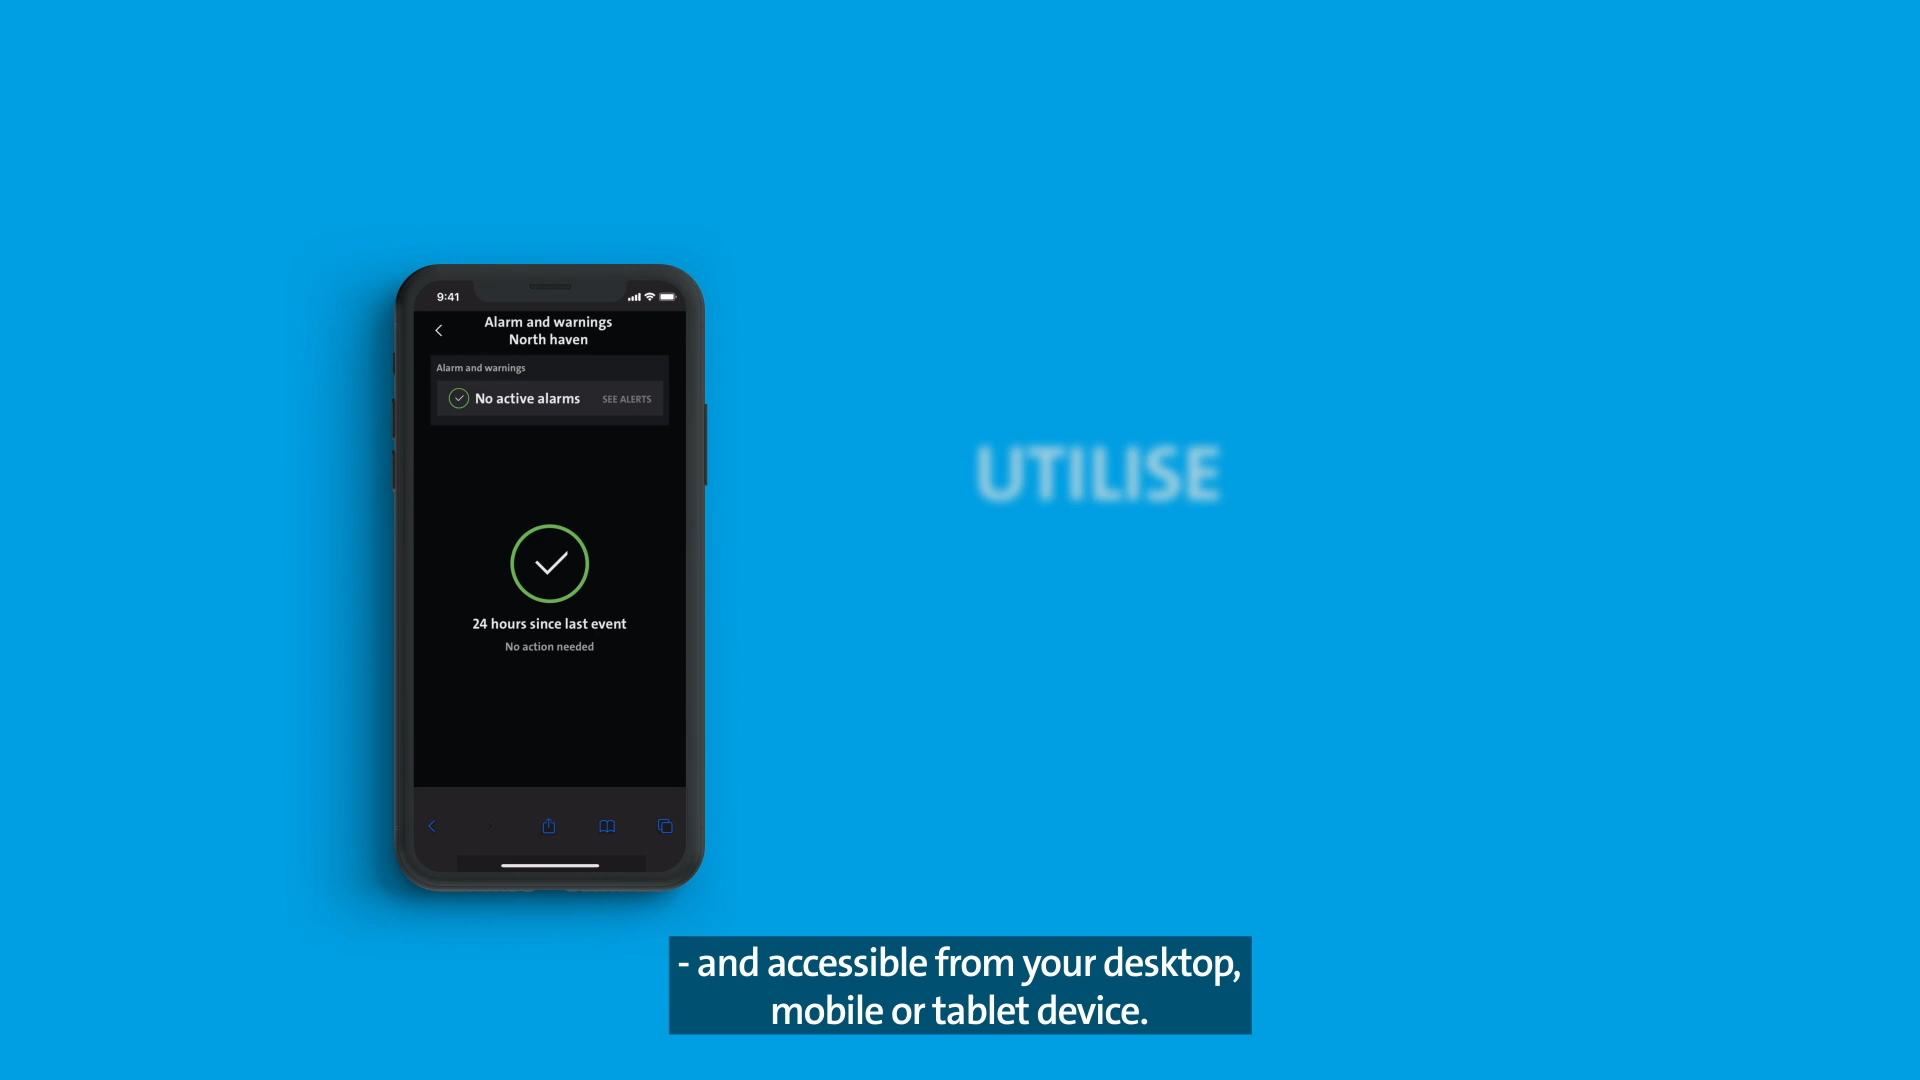 9:41
Alarm and warnings
North haven
Alarm and warnings
No active alarms SEE ALERTS
24 hours since last event
No action needed
UTILISE
- and accessible from your desktop,
mobile or tablet device.